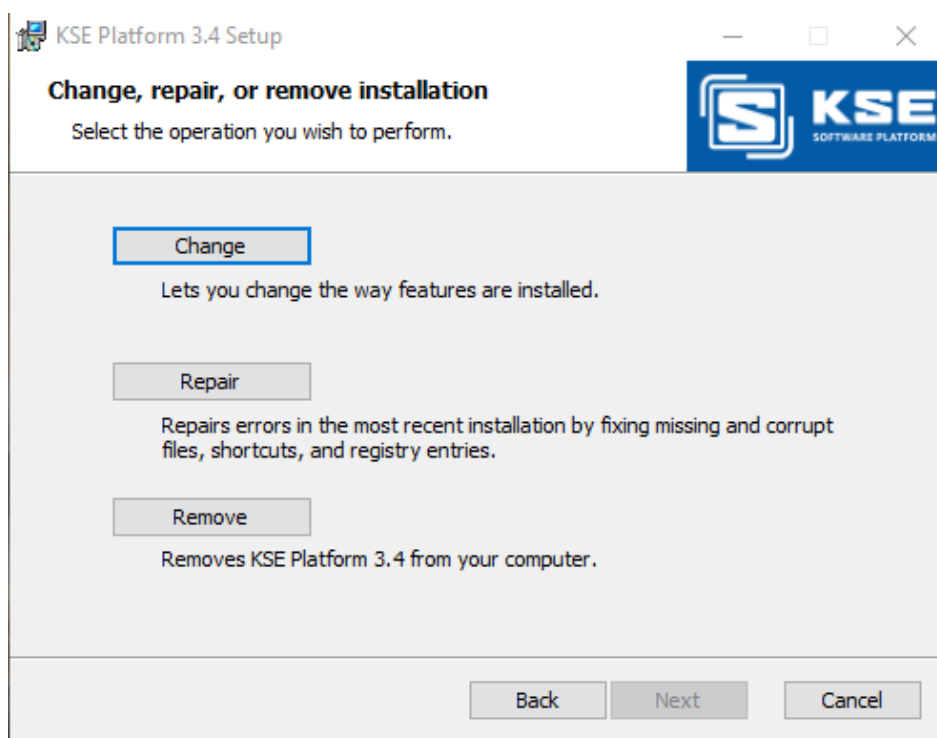 KSE Platform 3.4 Setup
Change, repair, or remove installation
Select the operation you wish to perform.
S KSE
SOFTWARE PLATFORM
Change
Lets you change the way features are installed.
Repair
Repairs errors in the most recent installation by fixing missing and corrupt
files, shortcuts, and registry entries.
Remove
Removes KSE Platform 3.4 from your computer.
Back Next Cancel